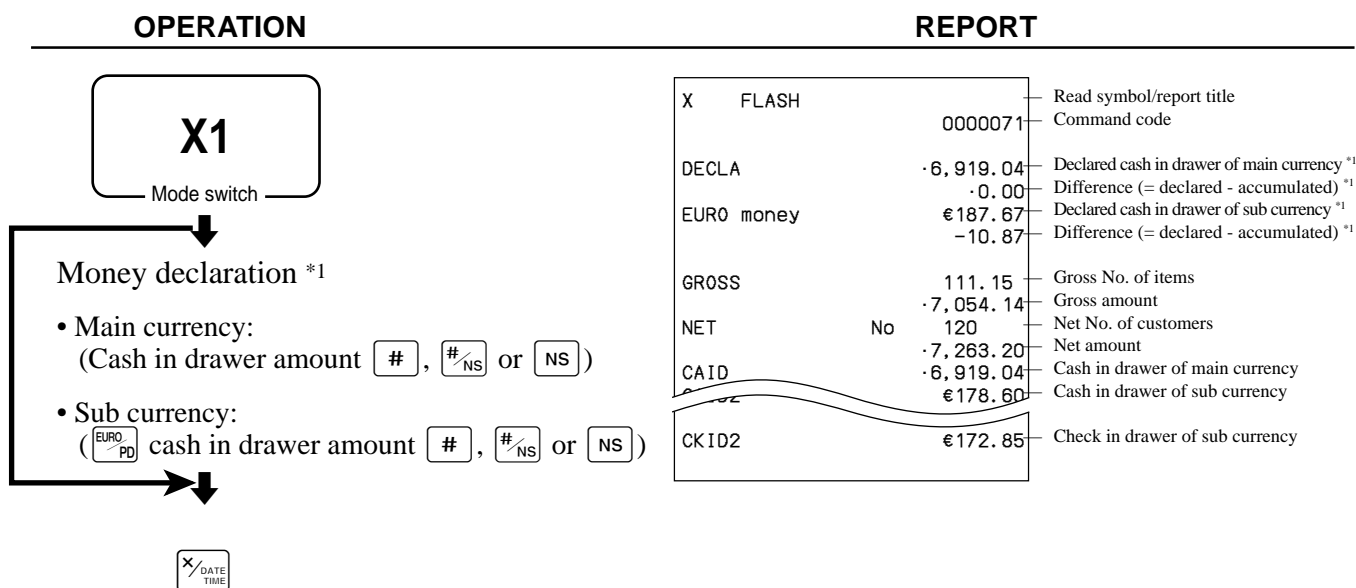 OPERATION
REPORT
X1
Mode switch
Money declaration *1
• Main currency:
(Cash in drawer amount #, #/NS or NS)
• Sub currency:
(EURO/PD cash in drawer amount #, #/NS or NS)
×/DATE TIME
X FLASH
Read symbol/report title
0000071
Command code
DECLA ·6,919.04
Declared cash in drawer of main currency *1
·0.00
Difference (= declared - accumulated) *1
EURO money €187.67
Declared cash in drawer of sub currency *1
-10.87
Difference (= declared - accumulated) *1
GROSS 111.15
Gross No. of items
·7,054.14
Gross amount
NET No 120
Net No. of customers
·7,263.20
Net amount
CAID ·6,919.04
Cash in drawer of main currency
€178.60
Cash in drawer of sub currency
CKID2 €172.85
Check in drawer of sub currency